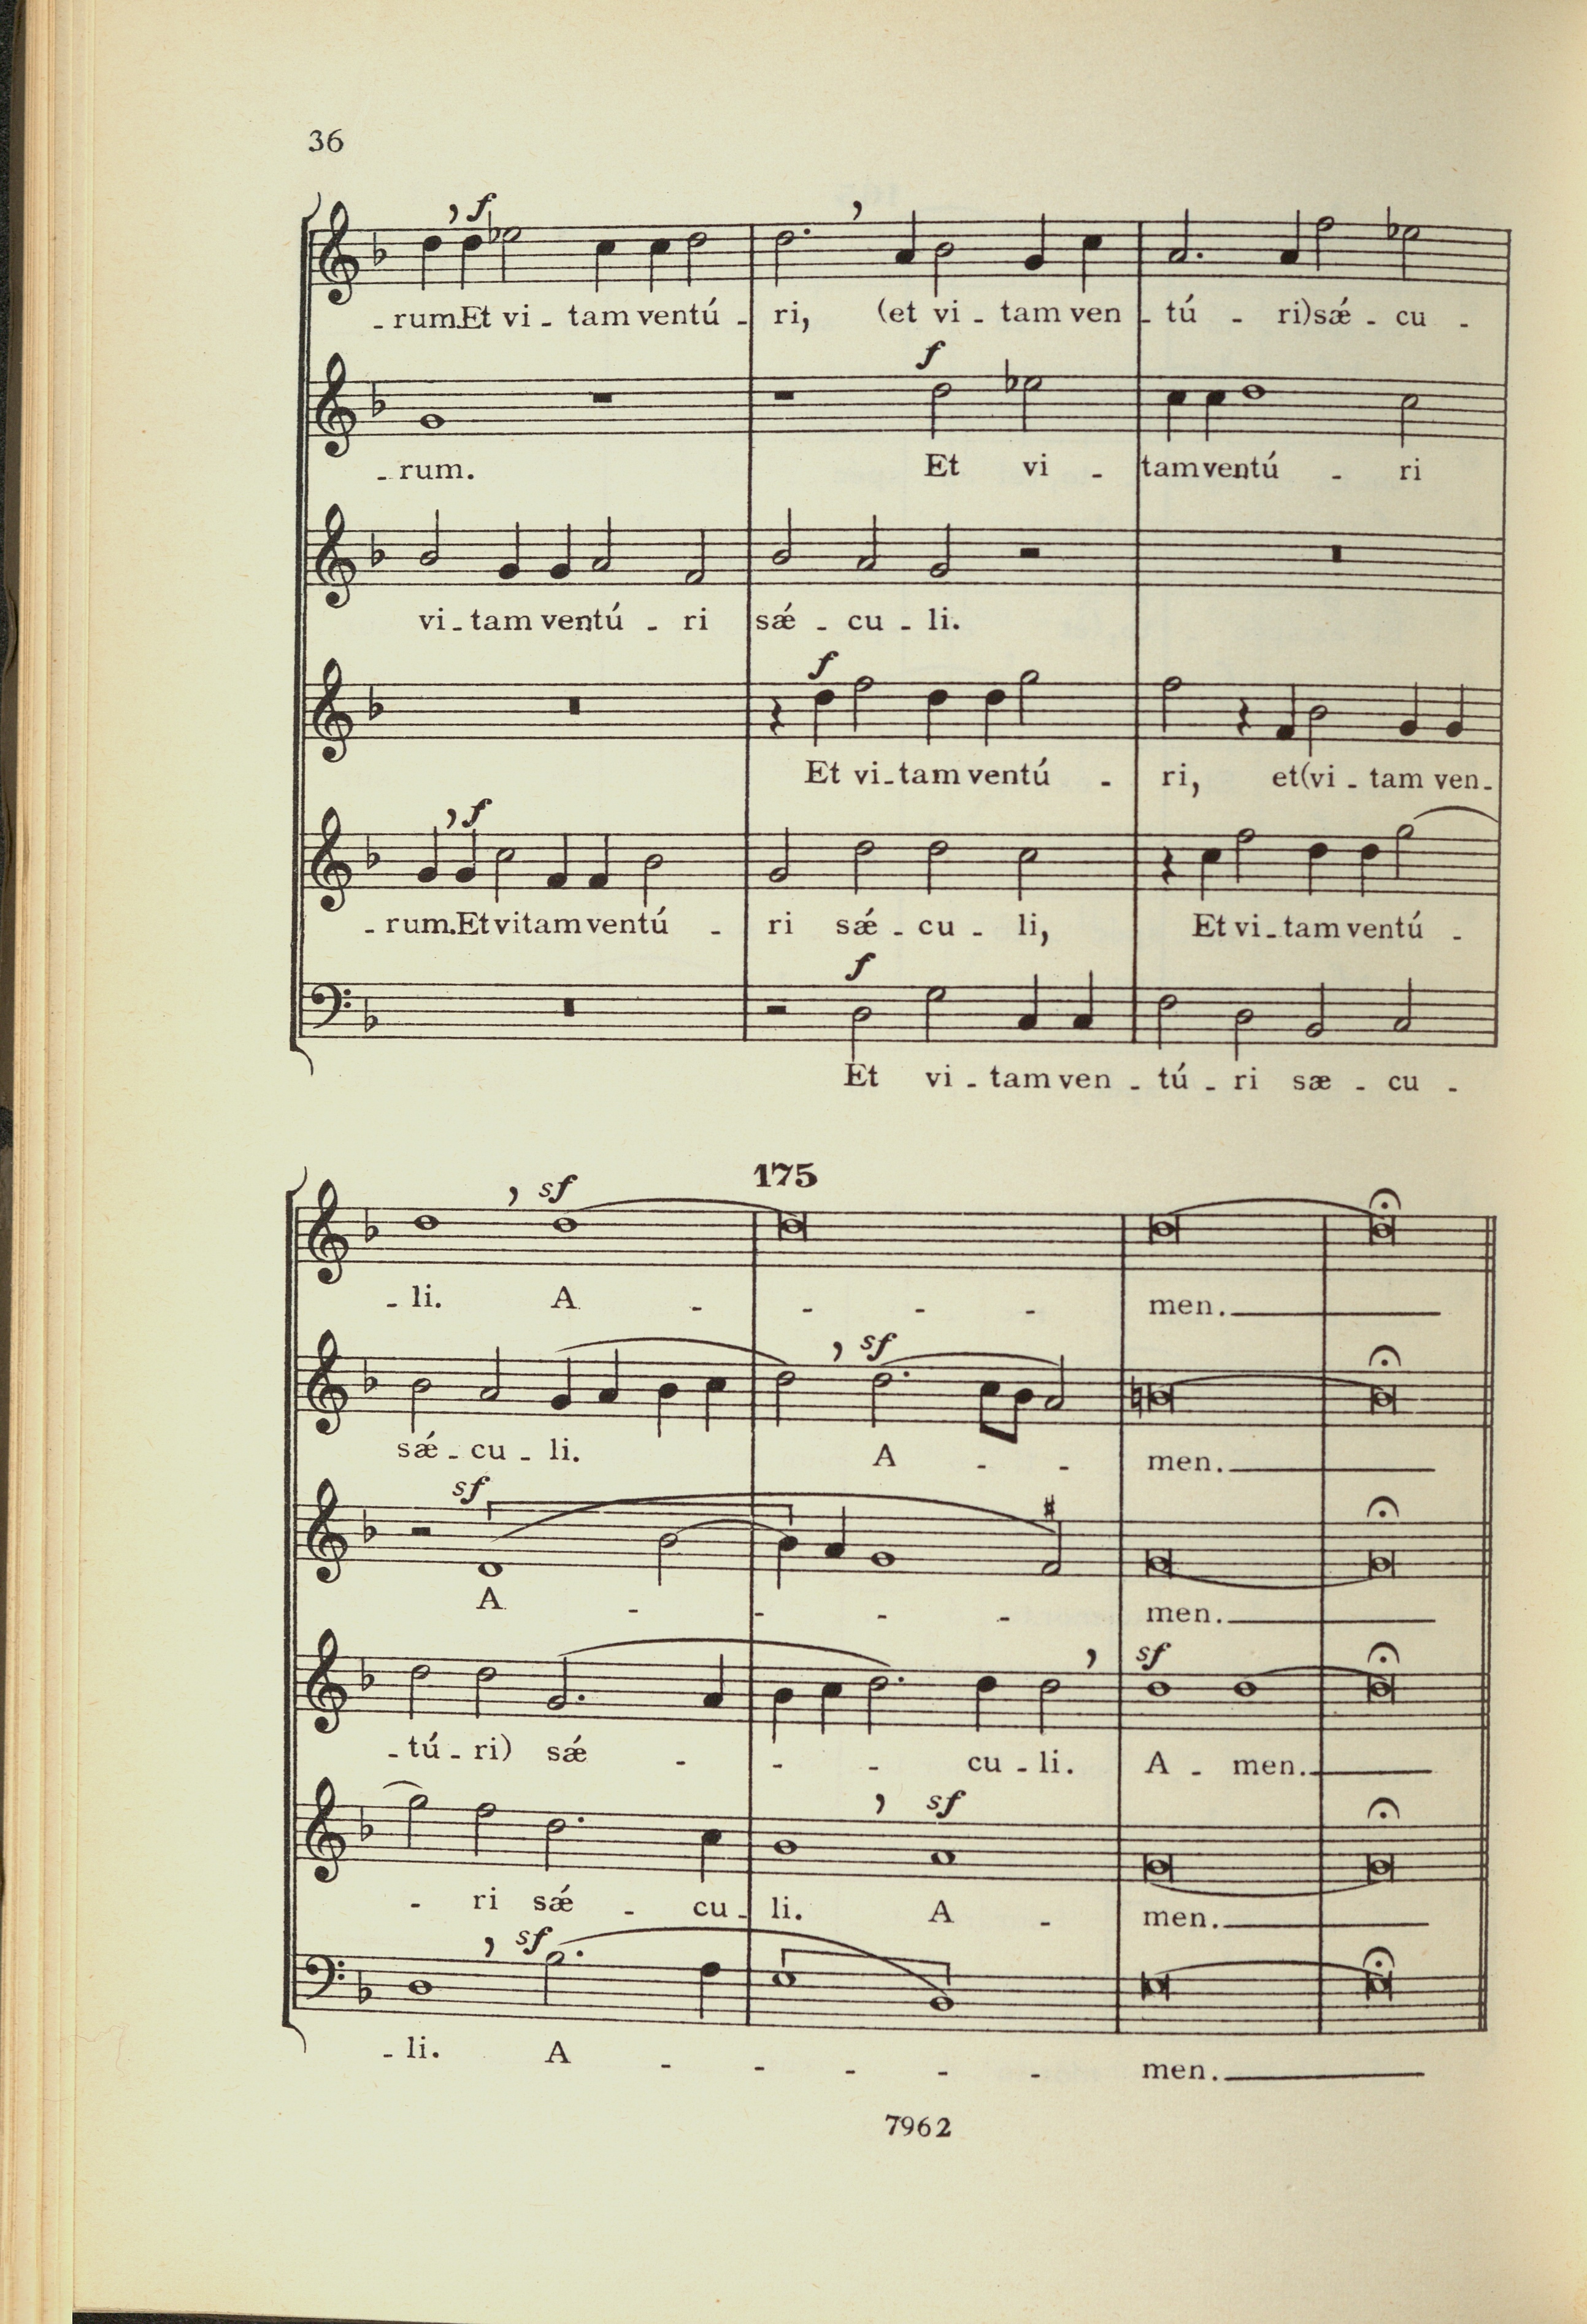 36
f
- rum. Et vi - tam ventú - ri, (et vi - tam ven - tú - ri) sǽ - cu -
f
- rum. Et vi - tam ventú - ri
vi - tam ventú - ri sǽ - cu - li.
f
Et vi - tam ventú - ri, et (vi - tam ven -
f
- rum. Et vitam ventú - ri sǽ - cu - li, Et vi - tam ventú -
f
Et vi - tam ven - tú - ri sæ - cu -
175
sf
- li. A - - - - men.
sf
sǽ - cu - li. A - - men.
sf
A - - - - men.
sf
- tú - ri) sǽ - - - cu - li. A - men.
sf
- ri sǽ - cu - li. A - men.
sf
- li. A - - - - - men.
7962